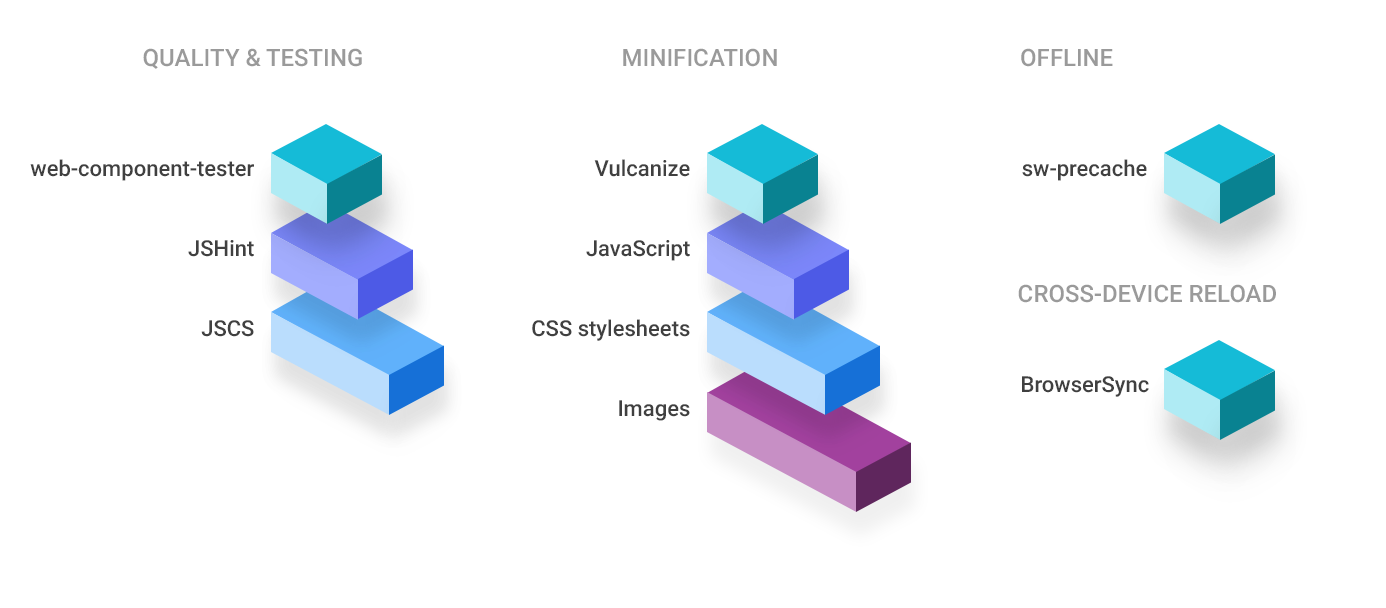 QUALITY & TESTING
web-component-tester
JSHint
JSCS
MINIFICATION
Vulcanize
JavaScript
CSS stylesheets
Images
OFFLINE
sw-precache
CROSS-DEVICE RELOAD
BrowserSync